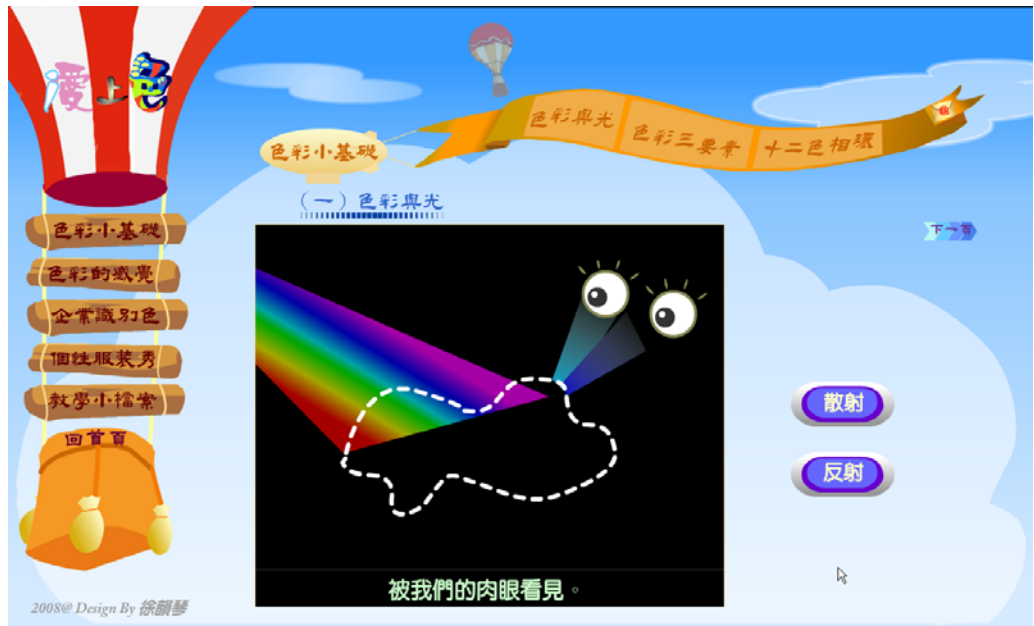 愛上色
色彩小基礎
色彩與光
色彩三要素
十二色相環
(一)色彩與光
下一頁
色彩小基礎
色彩的感覺
企業識別色
個性服裝秀
教學小檔案
回首頁
散射
反射
被我們的肉眼看見。
2008@ Design By 徐韻琴